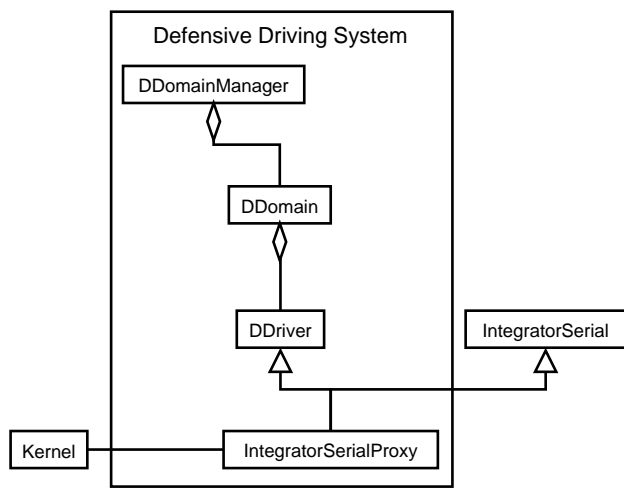 Defensive Driving System
DDomainManager
DDomain
DDriver
IntegratorSerial
Kernel
IntegratorSerialProxy